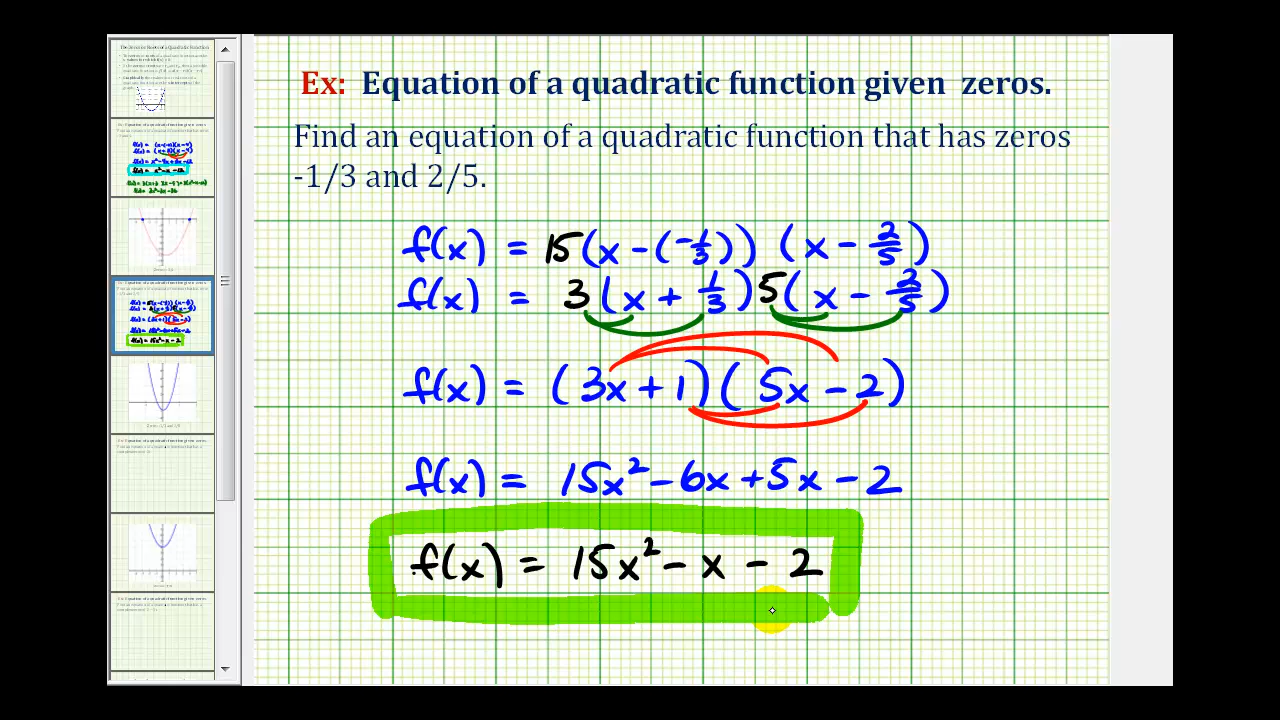 Ex: Equation of a quadratic function given zeros.
Find an equation of a quadratic function that has zeros
-1/3 and 2/5.
f(x) = 15(x - (-1/3)) (x - 2/5)
f(x) = 3(x + 1/3) 5(x - 2/5)
f(x) = (3x + 1)(5x - 2)
f(x) = 15x² - 6x + 5x - 2
f(x) = 15x² - x - 2